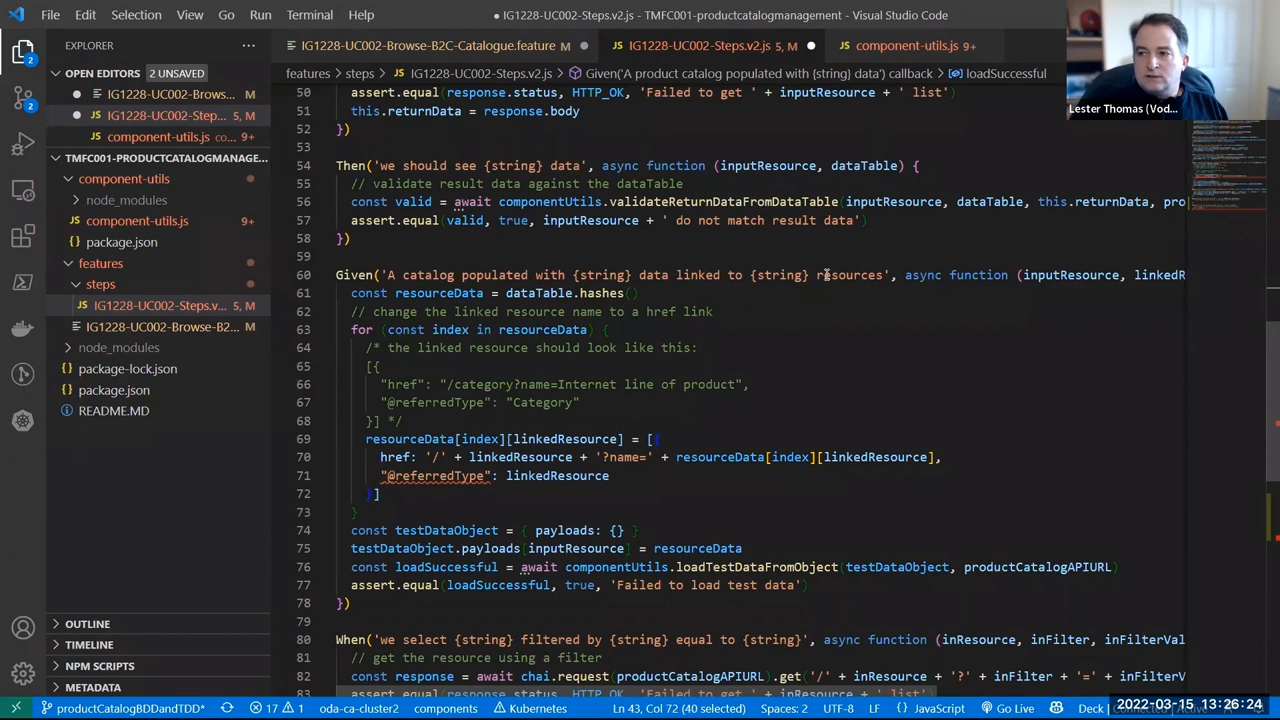 File Edit Selection View Go Run Terminal Help
● IG1228-UC002-Steps.v2.js - TMFC001-productcatalogmanagement - Visual Studio Code
EXPLORER
IG1228-UC002-Browse-B2C-Catalogue.feature M
JS IG1228-UC002-Steps.v2.js 5, M
JS component-utils.js 9+
OPEN EDITORS 2 UNSAVED
features > steps > JS IG1228-UC002-Steps.v2.js > Given('A product catalog populated with {string} data') callback > loadSuccessful
IG1228-UC002-Brows... M
JS IG1228-UC002-Step... 5, M
JS component-utils.js co... 9+
TMFC001-PRODUCTCATALOGMANAGE...
component-utils
node_modules
JS component-utils.js 9+
package.json
features
steps
JS IG1228-UC002-Steps.v... 5, M
IG1228-UC002-Browse-B2... M
node_modules
package-lock.json
package.json
README.MD
OUTLINE
TIMELINE
NPM SCRIPTS
METADATA
50 assert.equal(response.status, HTTP_OK, 'Failed to get ' + inputResource + ' list')
51 this.returnData = response.body
52 })
53
54 Then('we should see {string} data:', async function (inputResource, dataTable) {
55 // validate results against the dataTable
56 const valid = await componentUtils.validateReturnDataFromGherkin(inputResource, dataTable, this.returnData, pro
57 assert.equal(valid, true, inputResource + ' do not match result data')
58 })
59
60 Given('A catalog populated with {string} data linked to {string} resources', async function (inputResource, linkedR
61 const resourceData = dataTable.hashes()
62 // change the linked resource name to a href link
63 for (const index in resourceData) {
64 /* the linked resource should look like this:
65 [{
66 "href": "/category?name=Internet line of product",
67 "@referredType": "Category"
68 }] */
69 resourceData[index][linkedResource] = [{
70 href: '/' + linkedResource + '?name=' + resourceData[index][linkedResource],
71 "@referredType": linkedResource
72 }]
73 }
74 const testDataObject = { payloads: {} }
75 testDataObject.payloads[inputResource] = resourceData
76 const loadSuccessful = await componentUtils.loadTestDataFromObject(testDataObject, productCatalogAPIURL)
77 assert.equal(loadSuccessful, true, 'Failed to load test data')
78 })
79
80 When('we select {string} filtered by {string} equal to {string}', async function (inResource, inFilter, inFilterVal
81 // get the resource using a filter
82 const response = await chai.request(productCatalogAPIURL).get('/' + inResource + '?' + inFilter + '=' + inFilterV
83 assert.equal(response.status, HTTP_OK, 'Failed to get ' + inResource + ' list')
Lester Thomas (Vod...
productCatalogBDDandTDD* 17 1 oda-ca-cluster2 components Kubernetes Ln 43, Col 72 (40 selected) Spaces: 2 UTF-8 LF JavaScript Go Live Deck
2022-03-15 13:26:24